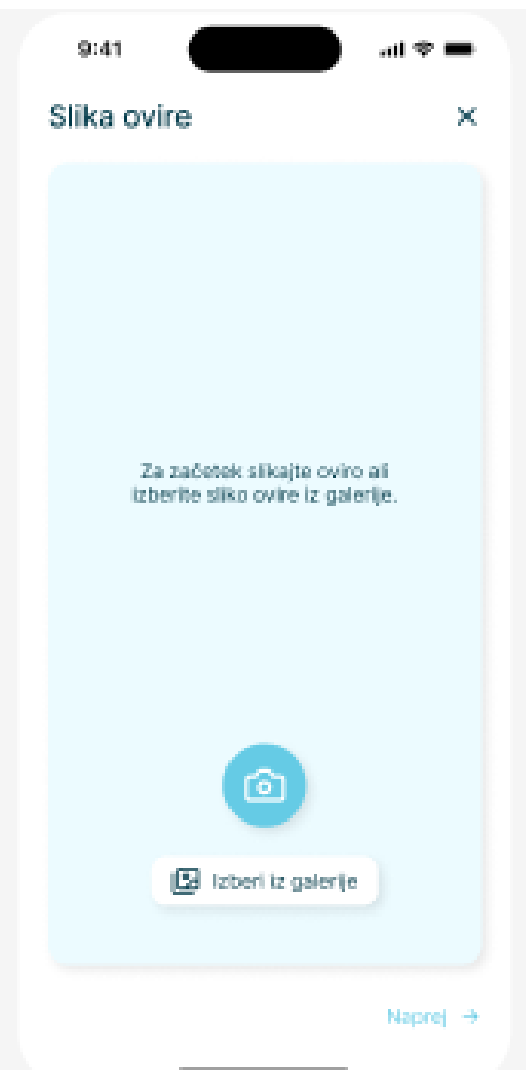 9:41
Slika ovire
Za začetek slikajte oviro ali
izberite sliko ovire iz galerije.
Izberi iz galerije
Naprej →